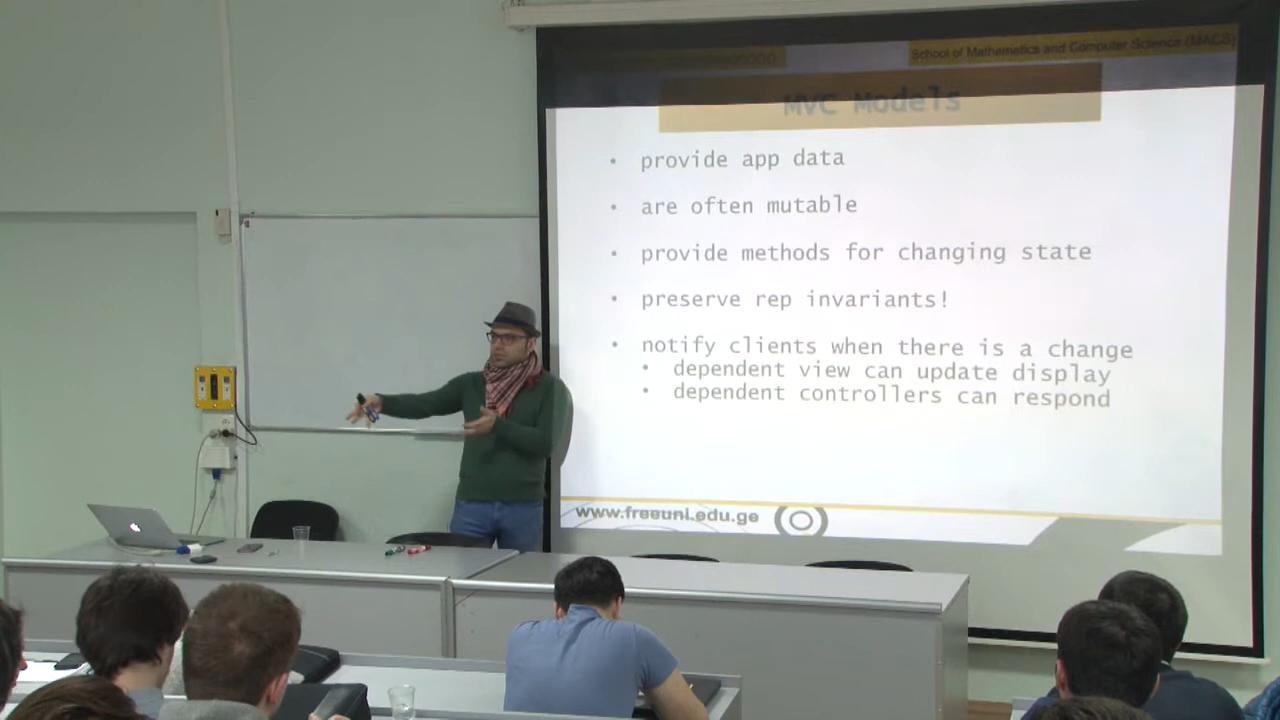 School of Mathematics and Computer Science (MACS)
MVC Models
• provide app data
• are often mutable
• provide methods for changing state
• preserve rep invariants!
• notify clients when there is a change
• dependent view can update display
• dependent controllers can respond
www.freeuni.edu.ge